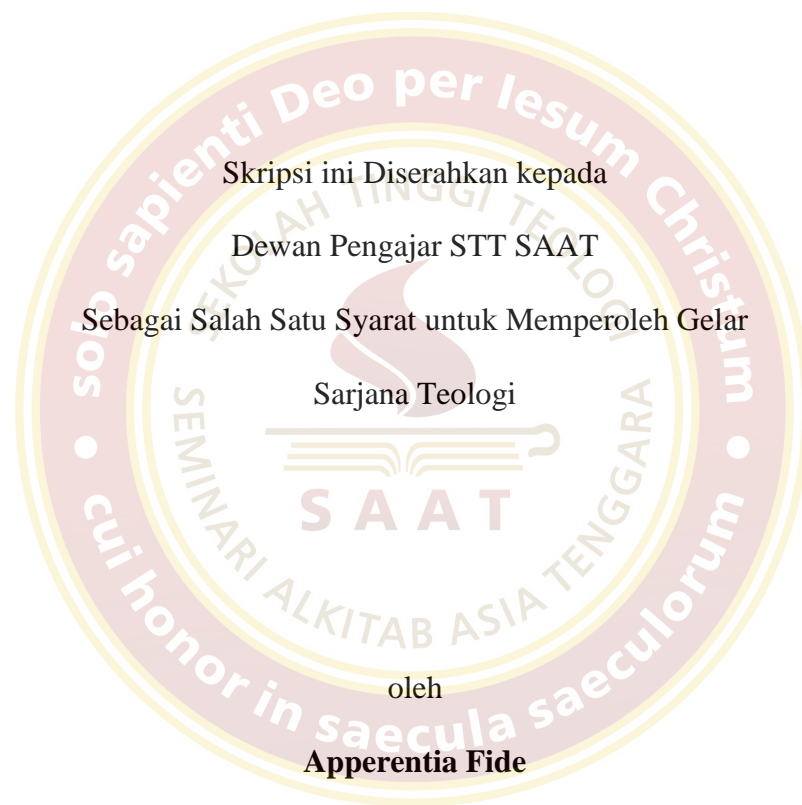 Skripsi ini Diserahkan kepada
Dewan Pengajar STT SAAT
Sebagai Salah Satu Syarat untuk Memperoleh Gelar
Sarjana Teologi
oleh
Apperentia Fide
solo sapienti Deo per Iesum Christum
cui honor in saecula saeculorum
SEKOLAH TINGGI TEOLOGI
SEMINARI ALKITAB ASIA TENGGARA
SAAT